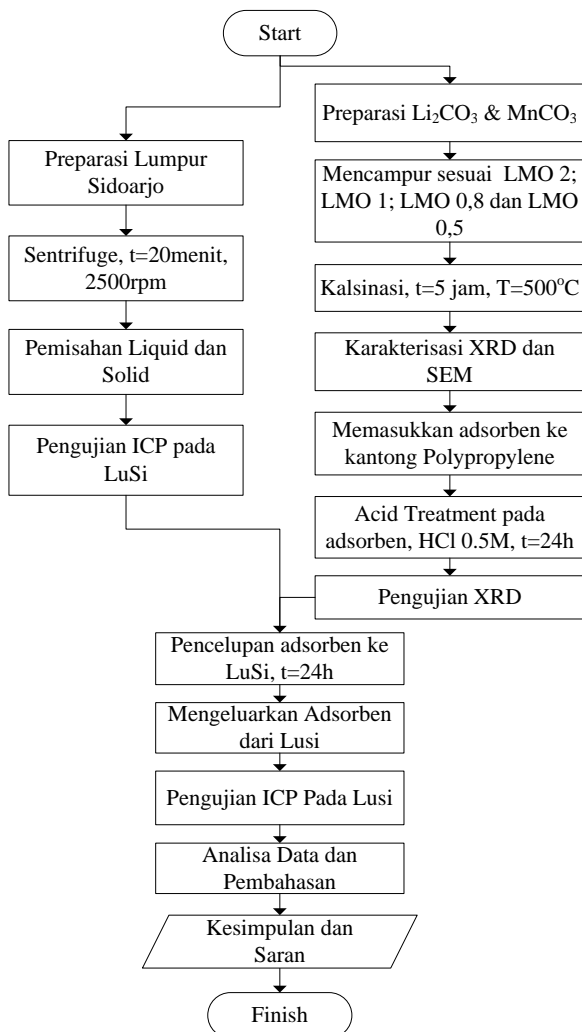 Start
Preparasi Lumpur
Sidoarjo
Sentrifuge, t=20menit,
2500rpm
Pemisahan Liquid dan
Solid
Pengujian ICP pada
LuSi
Preparasi Li₂CO₃ & MnCO₃
Mencampur sesuai LMO 2;
LMO 1; LMO 0,8 dan LMO
0,5
Kalsinasi, t=5 jam, T=500°C
Karakterisasi XRD dan
SEM
Memasukkan adsorben ke
kantong Polypropylene
Acid Treatment pada
adsorben, HCl 0.5M, t=24h
Pengujian XRD
Pencelupan adsorben ke
LuSi, t=24h
Mengeluarkan Adsorben
dari Lusi
Pengujian ICP Pada Lusi
Analisa Data dan
Pembahasan
Kesimpulan dan
Saran
Finish